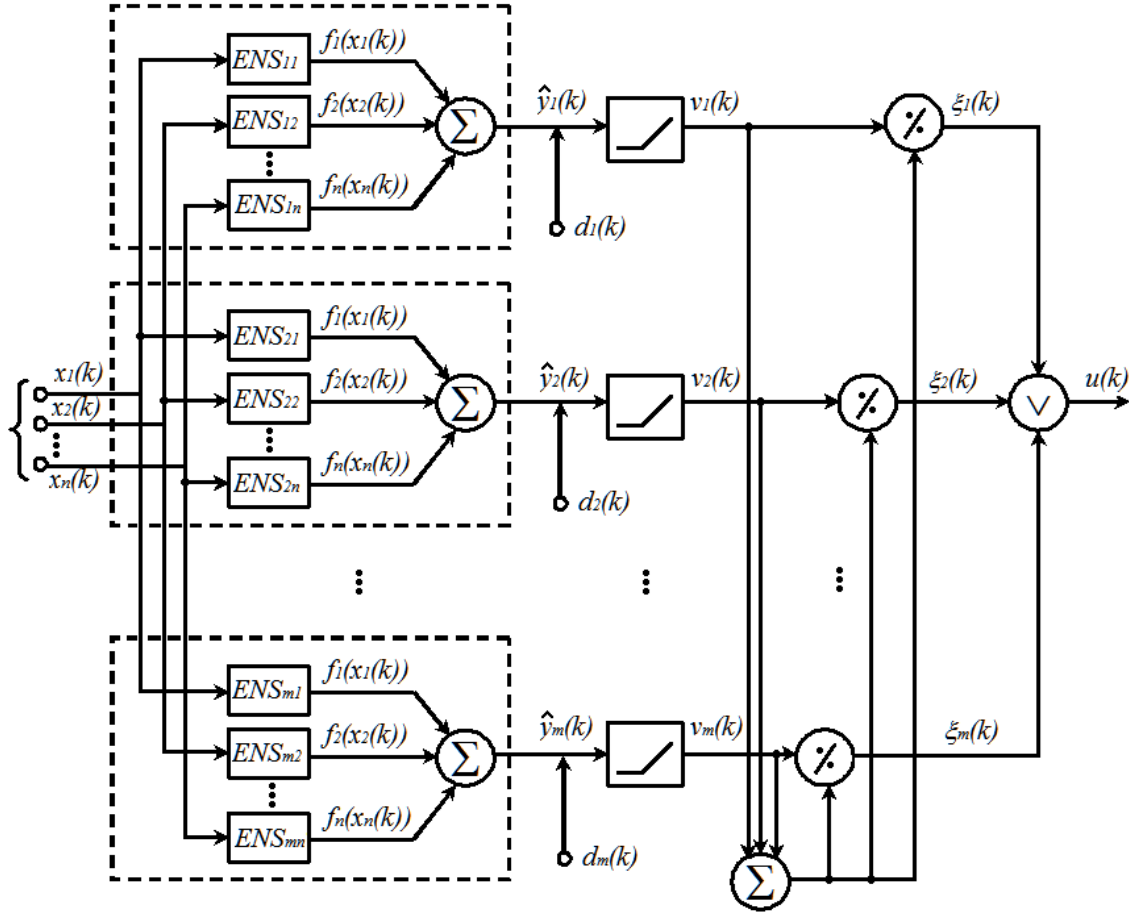 ENS₁₁ f₁(x₁(k))
ENS₁₂ f₂(x₂(k))
ENS₁ₙ fₙ(xₙ(k))
Σ
ŷ₁(k)
d₁(k)
v₁(k)
⁒
ξ₁(k)
x₁(k)
x₂(k)
xₙ(k)
ENS₂₁ f₁(x₁(k))
ENS₂₂ f₂(x₂(k))
ENS₂ₙ fₙ(xₙ(k))
Σ
ŷ₂(k)
d₂(k)
v₂(k)
⁒
ξ₂(k)
∨
u(k)
ENSₘ₁ f₁(x₁(k))
ENSₘ₂ f₂(x₂(k))
ENSₘₙ fₙ(xₙ(k))
Σ
ŷₘ(k)
dₘ(k)
vₘ(k)
⁒
ξₘ(k)
Σ